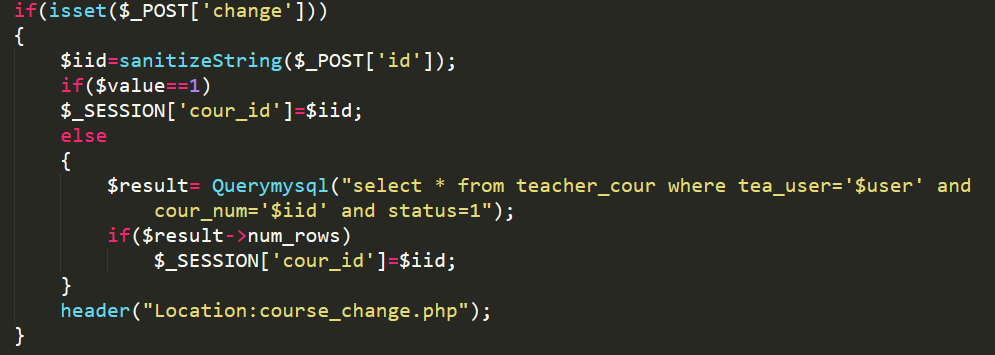 if(isset($_POST['change']))
{
$iid=sanitizeString($_POST['id']);
if($value==1)
$_SESSION['cour_id']=$iid;
else
{
$result= Querymysql("select * from teacher_cour where tea_user='$user' and
cour_num='$iid' and status=1");
if($result->num_rows)
$_SESSION['cour_id']=$iid;
}
header("Location:course_change.php");
}